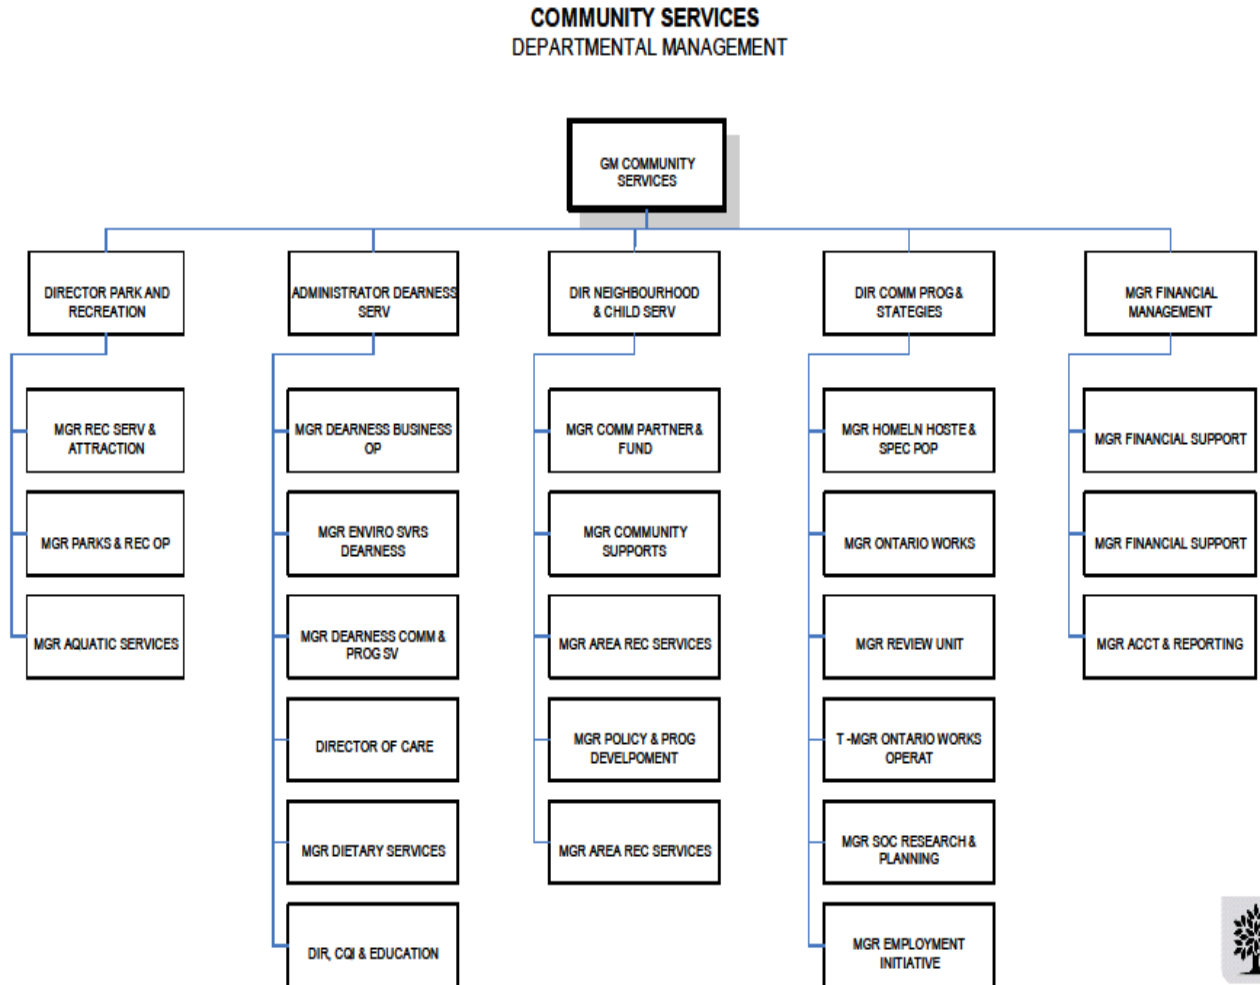 COMMUNITY SERVICES
DEPARTMENTAL MANAGEMENT
GM COMMUNITY
SERVICES
DIRECTOR PARK AND
RECREATION
ADMINISTRATOR DEARNESS
SERV
DIR NEIGHBOURHOOD
& CHILD SERV
DIR COMM PROG &
STATEGIES
MGR FINANCIAL
MANAGEMENT
MGR REC SERV &
ATTRACTION
MGR PARKS & REC OP
MGR AQUATIC SERVICES
MGR DEARNESS BUSINESS
OP
MGR ENVIRO SVRS
DEARNESS
MGR DEARNESS COMM &
PROG SV
DIRECTOR OF CARE
MGR DIETARY SERVICES
DIR, CQI & EDUCATION
MGR COMM PARTNER &
FUND
MGR COMMUNITY
SUPPORTS
MGR AREA REC SERVICES
MGR POLICY & PROG
DEVELPOMENT
MGR AREA REC SERVICES
MGR HOMELN HOSTE &
SPEC POP
MGR ONTARIO WORKS
MGR REVIEW UNIT
T -MGR ONTARIO WORKS
OPERAT
MGR SOC RESEARCH &
PLANNING
MGR EMPLOYMENT
INITIATIVE
MGR FINANCIAL SUPPORT
MGR FINANCIAL SUPPORT
MGR ACCT & REPORTING